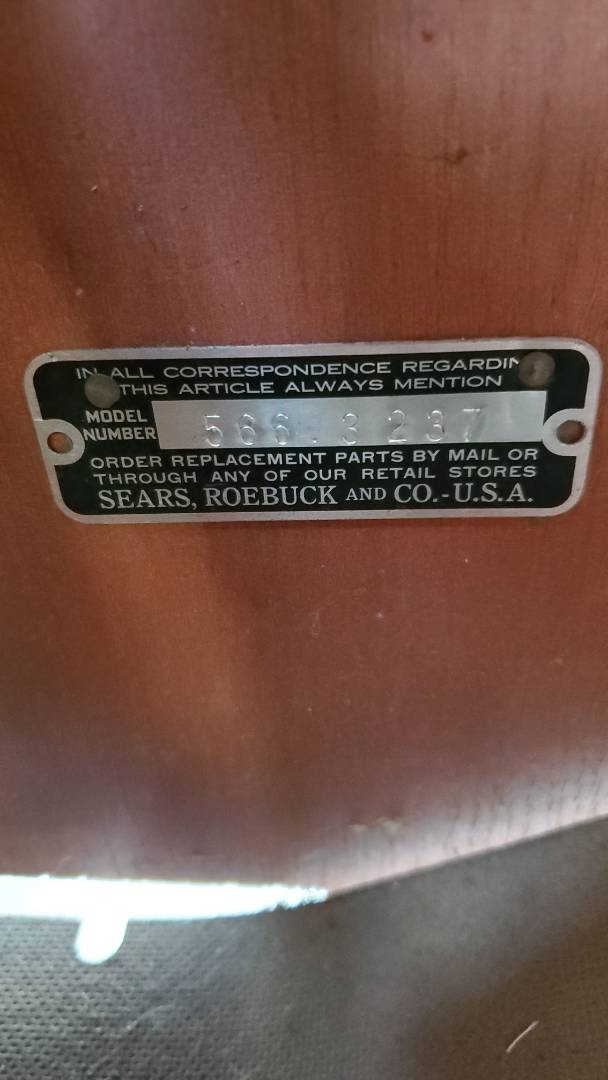 IN ALL CORRESPONDENCE REGARDING
THIS ARTICLE ALWAYS MENTION
MODEL NUMBER 566.3237
ORDER REPLACEMENT PARTS BY MAIL OR
THROUGH ANY OF OUR RETAIL STORES
SEARS, ROEBUCK AND CO.-U.S.A.